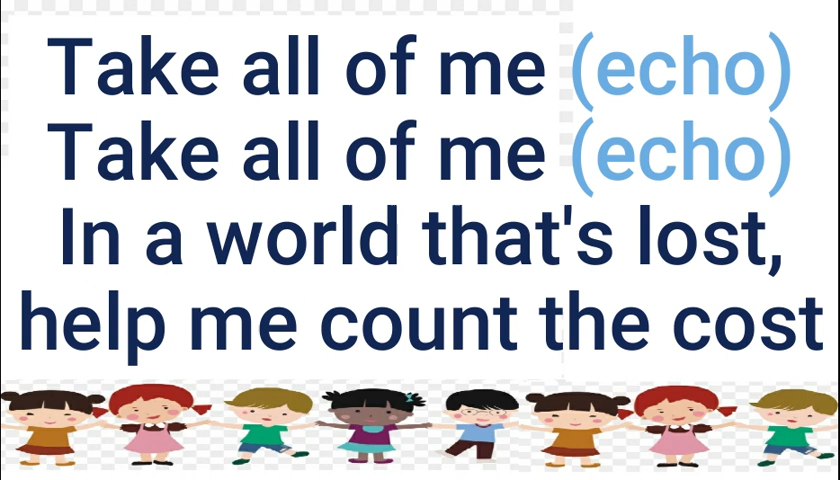 Take all of me (echo)
Take all of me (echo)
In a world that's lost,
help me count the cost